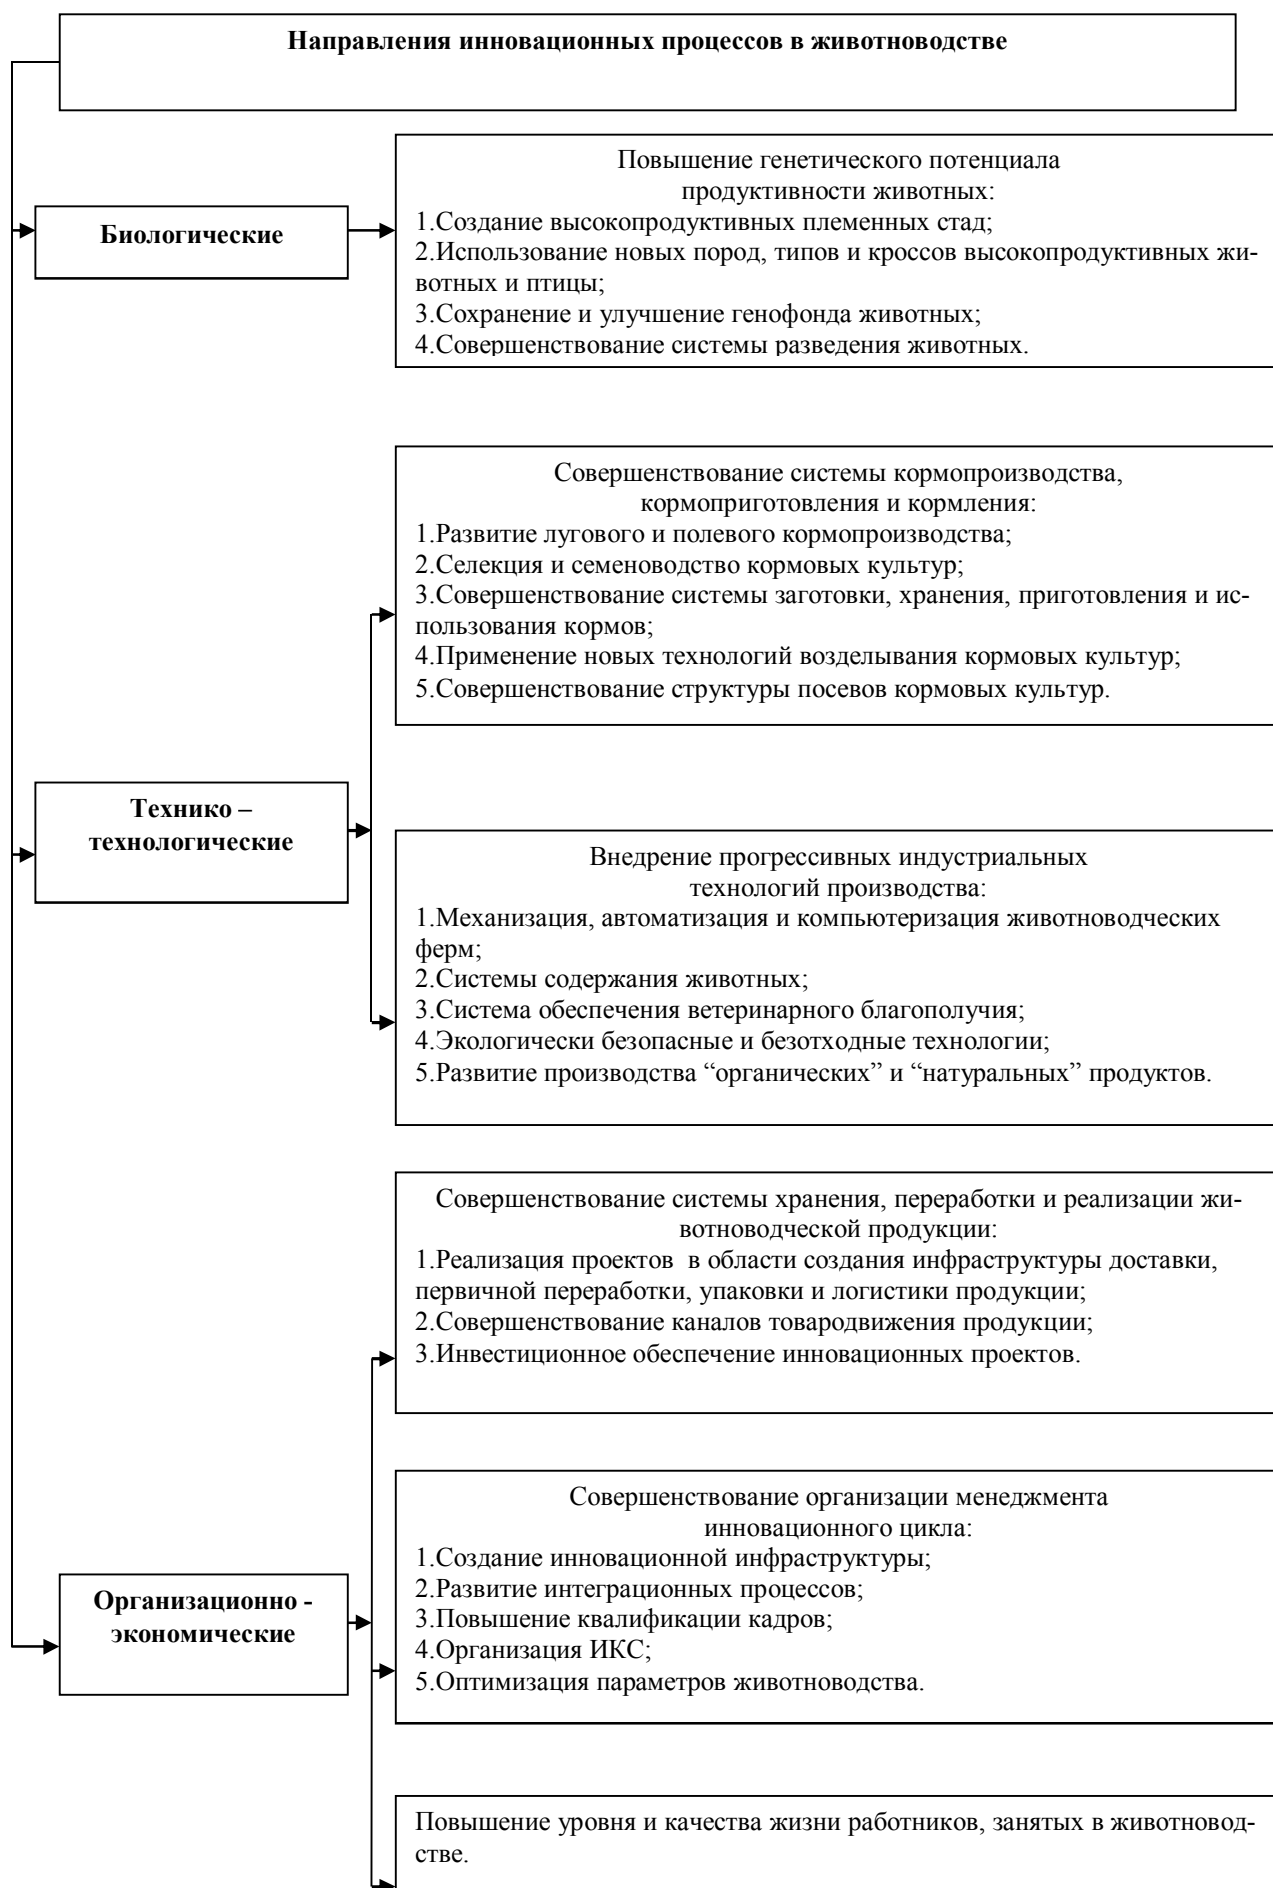 Направления инновационных процессов в животноводстве
Повышение генетического потенциала
продуктивности животных:
Биологические
1.Создание высокопродуктивных племенных стад;
2.Использование новых пород, типов и кроссов высокопродуктивных жи-
вотных и птицы;
3.Сохранение и улучшение генофонда животных;
4.Совершенствование системы разведения животных.
Совершенствование системы кормопроизводства,
кормоприготовления и кормления:
1.Развитие лугового и полевого кормопроизводства;
2.Селекция и семеноводство кормовых культур;
3.Совершенствование системы заготовки, хранения, приготовления и ис-
пользования кормов;
4.Применение новых технологий возделывания кормовых культур;
5.Совершенствование структуры посевов кормовых культур.
Технико –
технологические
Внедрение прогрессивных индустриальных
технологий производства:
1.Механизация, автоматизация и компьютеризация животноводческих
ферм;
2.Системы содержания животных;
3.Система обеспечения ветеринарного благополучия;
4.Экологически безопасные и безотходные технологии;
5.Развитие производства “органических” и “натуральных” продуктов.
Совершенствование системы хранения, переработки и реализации жи-
вотноводческой продукции:
1.Реализация проектов в области создания инфраструктуры доставки,
первичной переработки, упаковки и логистики продукции;
2.Совершенствование каналов товародвижения продукции;
3.Инвестиционное обеспечение инновационных проектов.
Совершенствование организации менеджмента
инновационного цикла:
1.Создание инновационной инфраструктуры;
2.Развитие интеграционных процессов;
3.Повышение квалификации кадров;
4.Организация ИКС;
5.Оптимизация параметров животноводства.
Организационно -
экономические
Повышение уровня и качества жизни работников, занятых в животновод-
стве.